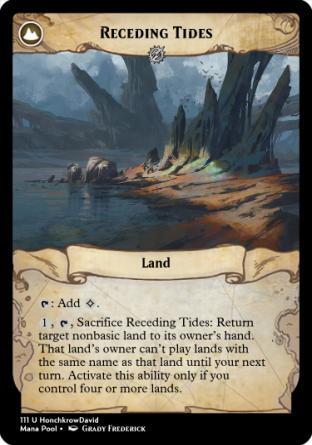 Receding Tides
Land
: Add .
1, , Sacrifice Receding Tides: Return
target nonbasic land to its owner's hand.
That land's owner can't play lands with
the same name as that land until your next
turn. Activate this ability only if you
control four or more lands.
111 U HonchkrowDavid
Mana Pool • Grady Frederick